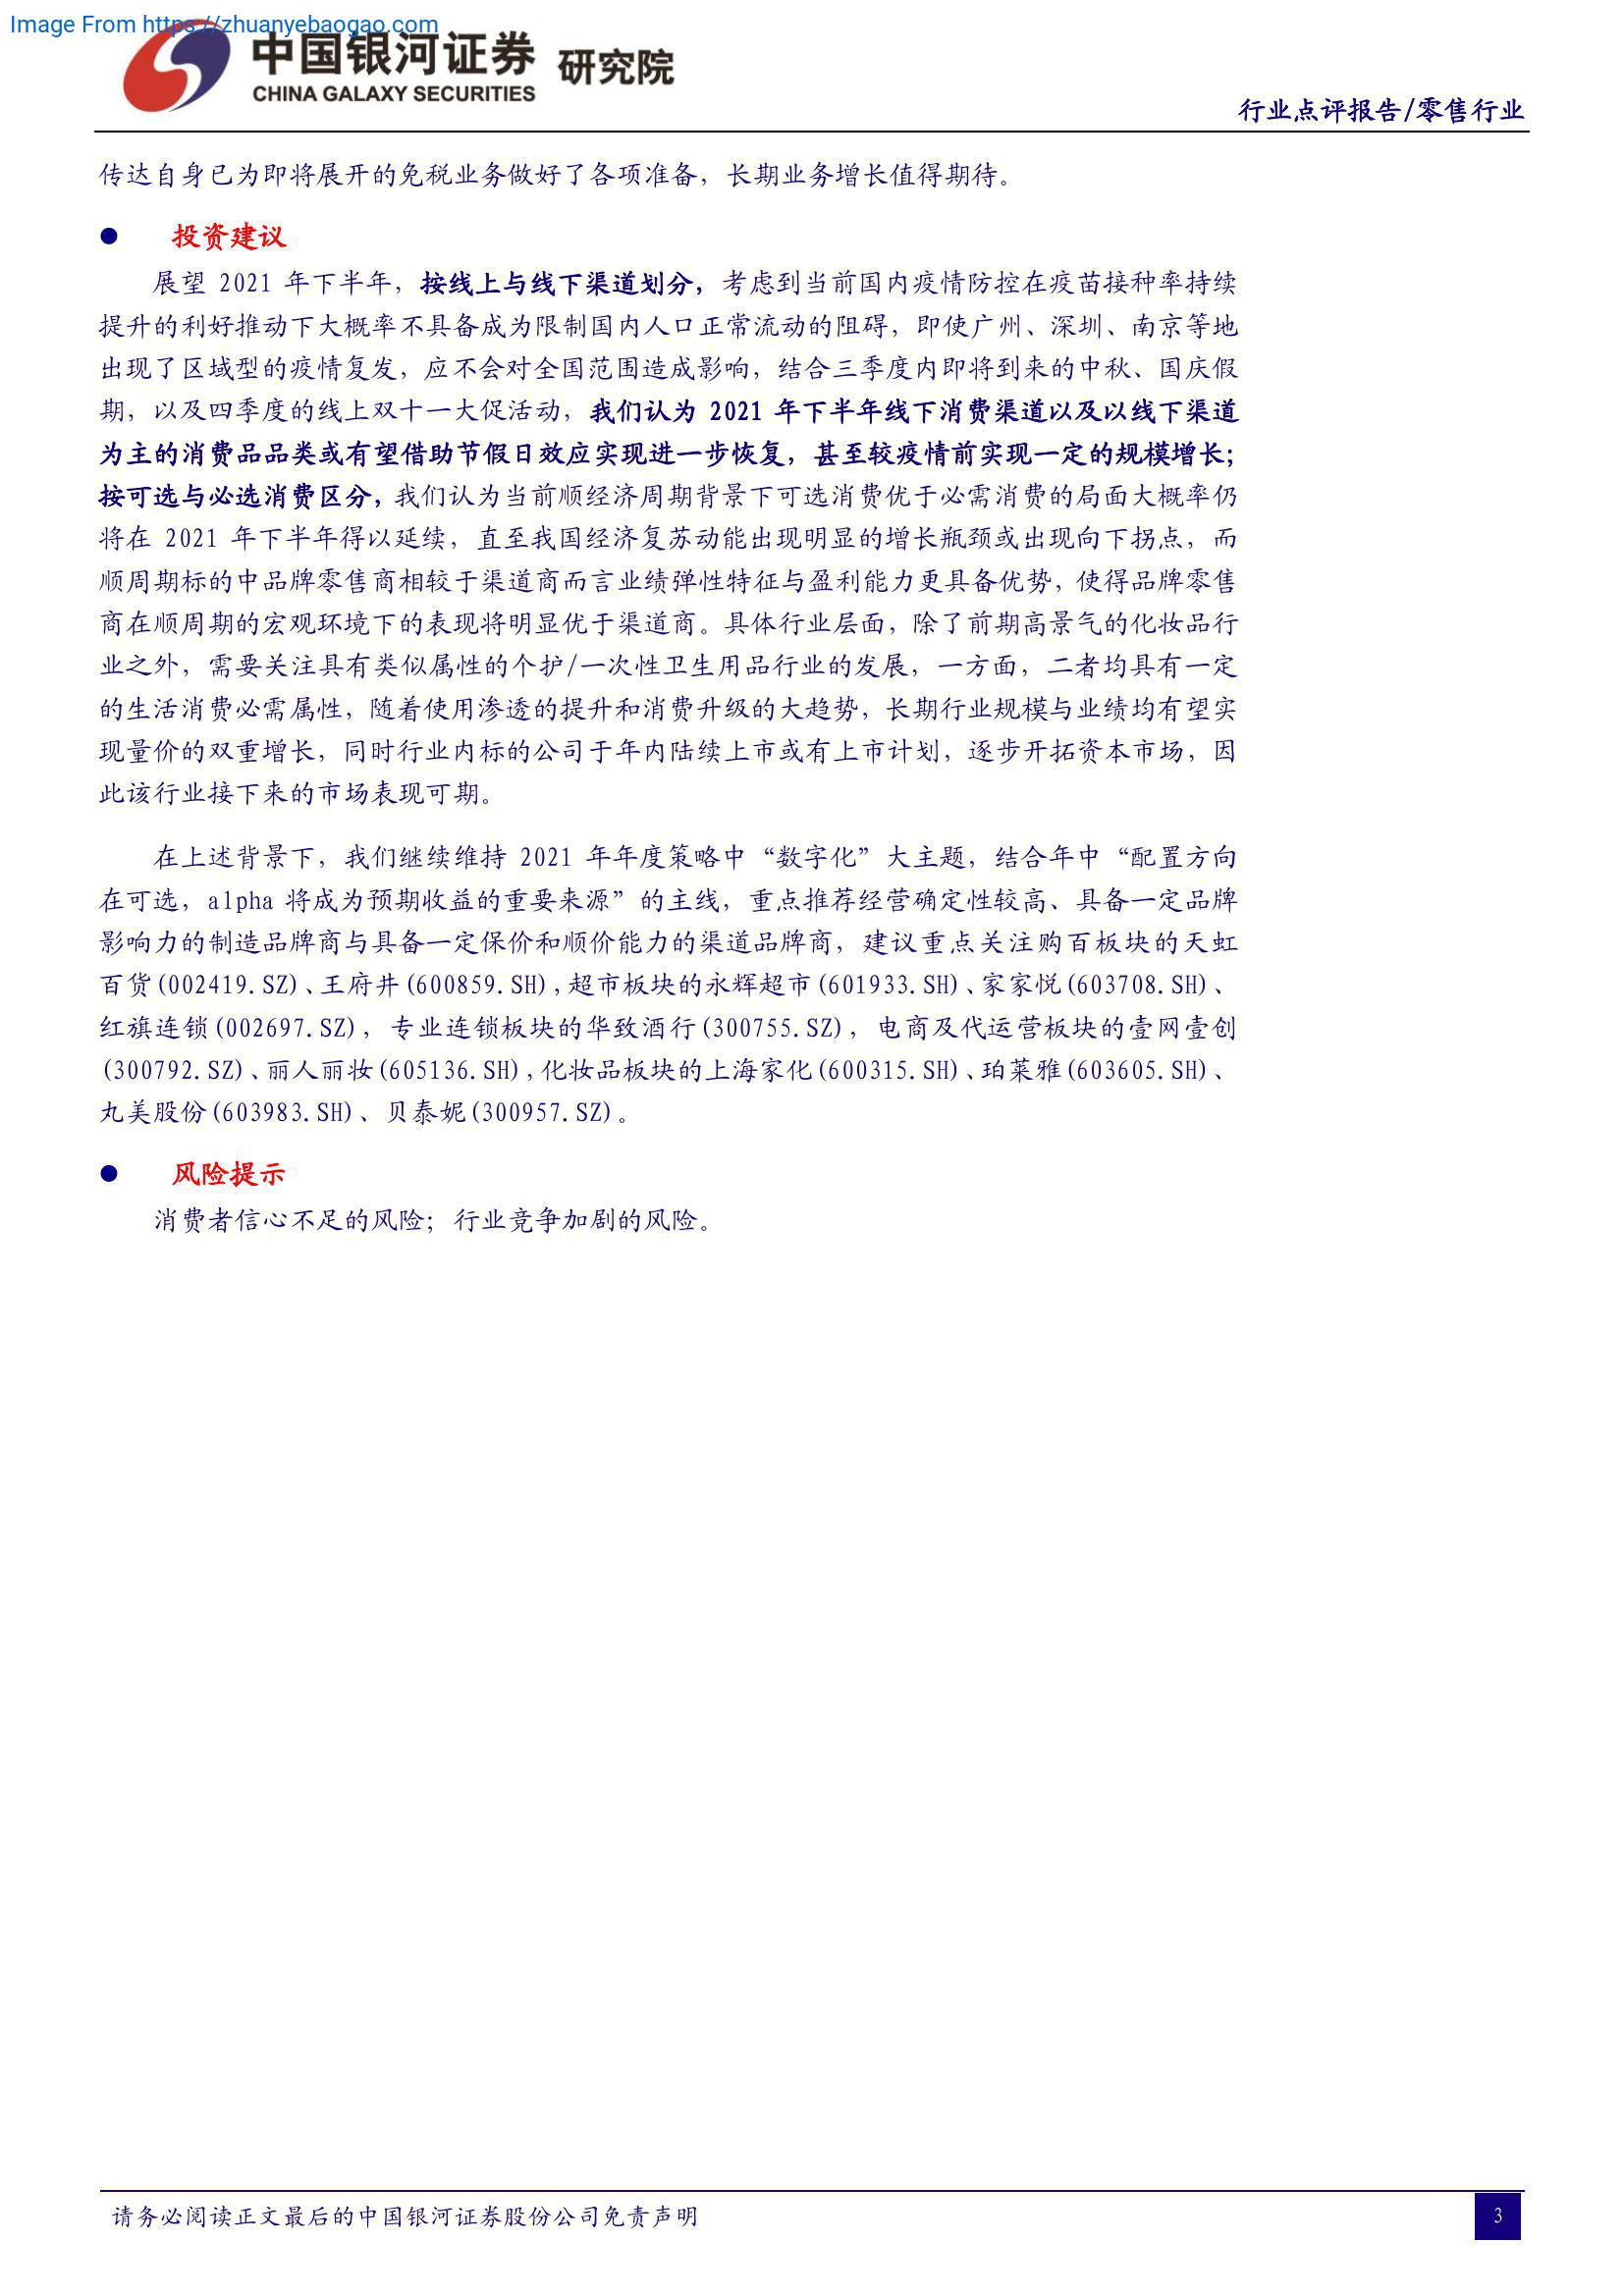 Image From https://zhuanyebaogao.com
中国银河证券 研究院
CHINA GALAXY SECURITIES
行业点评报告/零售行业
传达自身已为即将展开的免税业务做好了各项准备，长期业务增长值得期待。
● 投资建议
展望 2021 年下半年，按线上与线下渠道划分，考虑到当前国内疫情防控在疫苗接种率持续
提升的利好推动下大概率不具备成为限制国内人口正常流动的阻碍，即使广州、深圳、南京等地
出现了区域型的疫情复发，应不会对全国范围造成影响，结合三季度内即将到来的中秋、国庆假
期，以及四季度的线上双十一大促活动，我们认为 2021 年下半年线下消费渠道以及以线下渠道
为主的消费品品类或有望借助节假日效应实现进一步恢复，甚至较疫情前实现一定的规模增长；
按可选与必选消费区分，我们认为当前顺经济周期背景下可选消费优于必需消费的局面大概率仍
将在 2021 年下半年得以延续，直至我国经济复苏动能出现明显的增长瓶颈或出现向下拐点，而
顺周期标的中品牌零售商相较于渠道商而言业绩弹性特征与盈利能力更具备优势，使得品牌零售
商在顺周期的宏观环境下的表现将明显优于渠道商。具体行业层面，除了前期高景气的化妆品行
业之外，需要关注具有类似属性的个护/一次性卫生用品行业的发展，一方面，二者均具有一定
的生活消费必需属性，随着使用渗透的提升和消费升级的大趋势，长期行业规模与业绩均有望实
现量价的双重增长，同时行业内标的公司于年内陆续上市或有上市计划，逐步开拓资本市场，因
此该行业接下来的市场表现可期。
在上述背景下，我们继续维持 2021 年年度策略中“数字化”大主题，结合年中“配置方向
在可选，alpha 将成为预期收益的重要来源”的主线，重点推荐经营确定性较高、具备一定品牌
影响力的制造品牌商与具备一定保价和顺价能力的渠道品牌商，建议重点关注购百板块的天虹
百货(002419.SZ)、王府井(600859.SH),超市板块的永辉超市(601933.SH)、家家悦(603708.SH)、
红旗连锁(002697.SZ)，专业连锁板块的华致酒行(300755.SZ)，电商及代运营板块的壹网壹创
(300792.SZ)、丽人丽妆(605136.SH),化妆品板块的上海家化(600315.SH)、珀莱雅(603605.SH)、
丸美股份(603983.SH)、贝泰妮(300957.SZ)。
● 风险提示
消费者信心不足的风险；行业竞争加剧的风险。
请务必阅读正文最后的中国银河证券股份公司免责声明
3